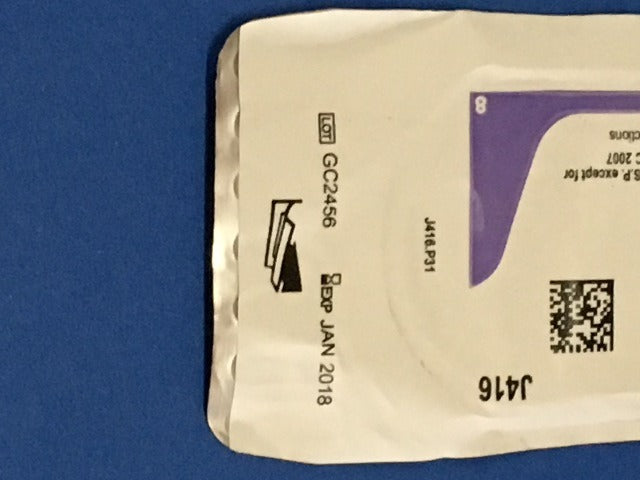 LOT GC2456
EXP JAN 2018
J416.P31
8
S.P. except for
C 2007
ctions
J416